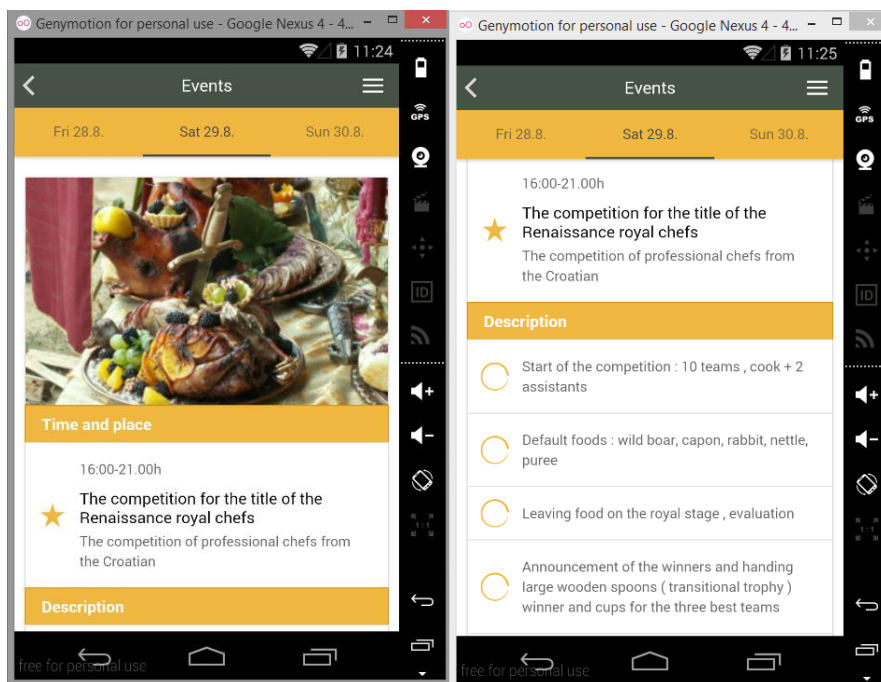 Genymotion for personal use - Google Nexus 4 - 4...
11:24
Events
GPS
Fri 28.8.
Sat 29.8.
Sun 30.8.
ID
Time and place
16:00-21.00h
The competition for the title of the
Renaissance royal chefs
The competition of professional chefs from
the Croatian
1:1
Description
free for personal use
Genymotion for personal use - Google Nexus 4 - 4...
11:25
Events
GPS
Fri 28.8.
Sat 29.8.
Sun 30.8.
16:00-21.00h
The competition for the title of the
Renaissance royal chefs
The competition of professional chefs from
the Croatian
ID
Description
Start of the competition : 10 teams , cook + 2
assistants
Default foods : wild boar, capon, rabbit, nettle,
puree
Leaving food on the royal stage , evaluation
1:1
Announcement of the winners and handing
large wooden spoons ( transitional trophy )
winner and cups for the three best teams
free for personal use